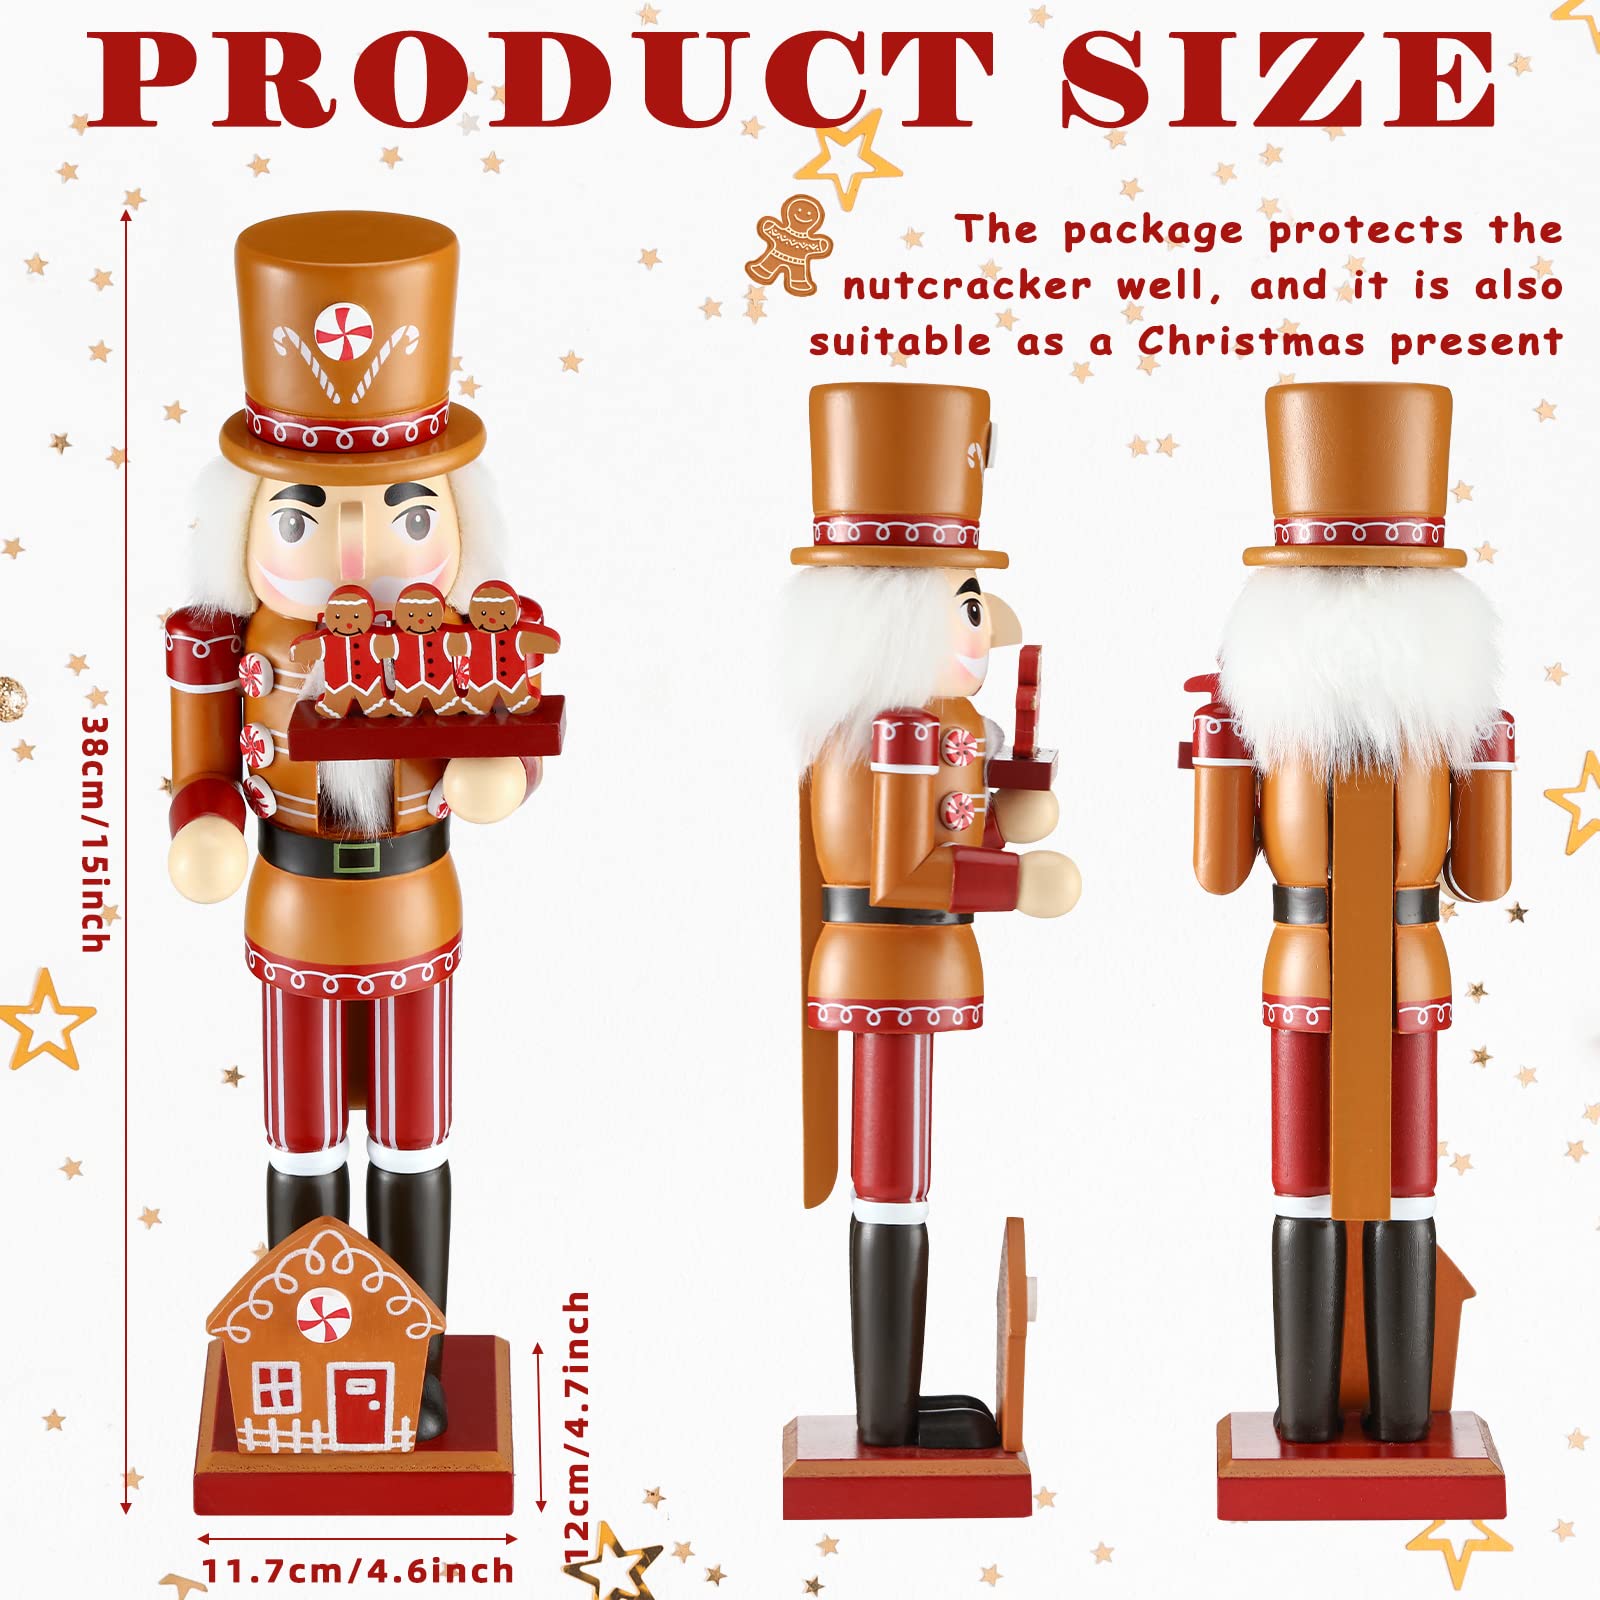 PRODUCT SIZE
The package protects the
nutcracker well, and it is also
suitable as a Christmas present
38cm/15inch
12cm/4.7inch
11.7cm/4.6inch